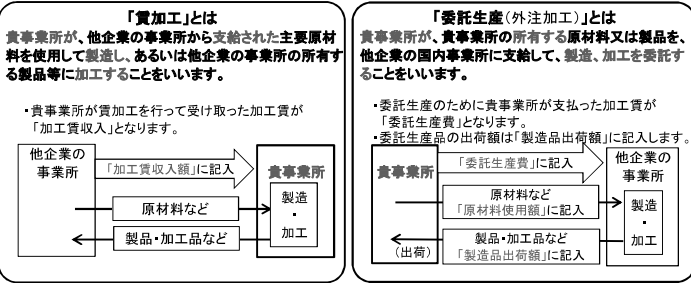 「賃加工」とは
貴事業所が、他企業の事業所から支給された主要原材
料を使用して製造し、あるいは他企業の事業所の所有す
る製品等に加工することをいいます。
・貴事業所が賃加工を行って受け取った加工賃が
「加工賃収入」となります。
他企業の
事業所
「加工賃収入額」に記入
貴事業所
原材料など
製造
・
加工
製品・加工品など
「委託生産(外注加工)」とは
貴事業所が、貴事業所の所有する原材料又は製品を、
他企業の国内事業所に支給して、製造、加工を委託す
ることをいいます。
・委託生産のために貴事業所が支払った加工賃が
「委託生産費」となります。
・委託生産品の出荷額は「製造品出荷額」に記入します。
貴事業所
「委託生産費」に記入
他企業の
事業所
原材料など
「原材料使用額」に記入
製造
・
加工
製品・加工品など
「製造品出荷額」に記入
(出荷)